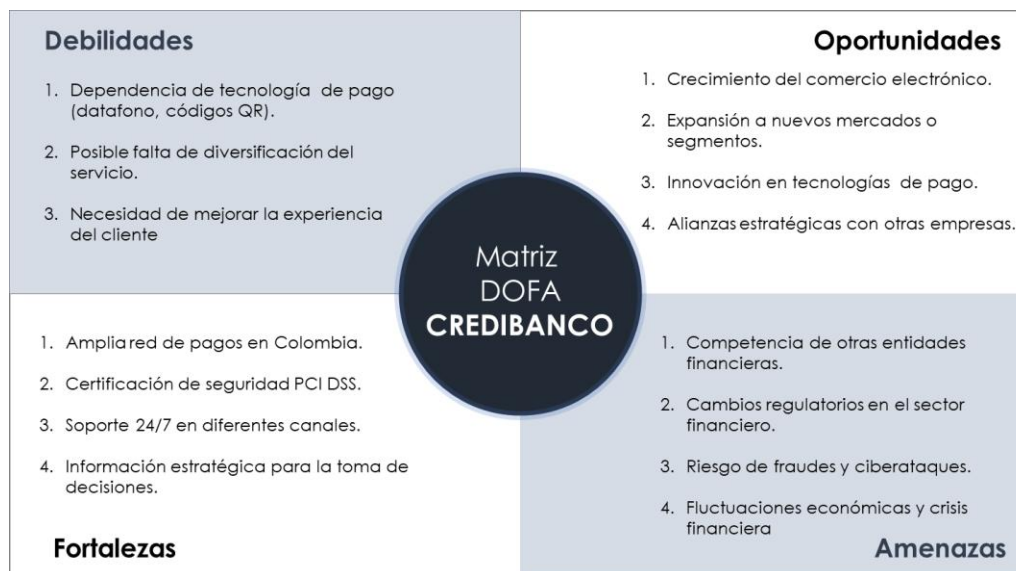 Debilidades
1. Dependencia de tecnología de pago
(datafono, códigos QR).
2. Posible falta de diversificación del
servicio.
3. Necesidad de mejorar la experiencia
del cliente
Oportunidades
1. Crecimiento del comercio electrónico.
2. Expansión a nuevos mercados o
segmentos.
3. Innovación en tecnologías de pago.
4. Alianzas estratégicas con otras empresas.
Matriz
DOFA
CREDIBANCO
1. Amplia red de pagos en Colombia.
2. Certificación de seguridad PCI DSS.
3. Soporte 24/7 en diferentes canales.
4. Información estratégica para la toma de
decisiones.
Fortalezas
1. Competencia de otras entidades
financieras.
2. Cambios regulatorios en el sector
financiero.
3. Riesgo de fraudes y ciberataques.
4. Fluctuaciones económicas y crisis
financiera
Amenazas